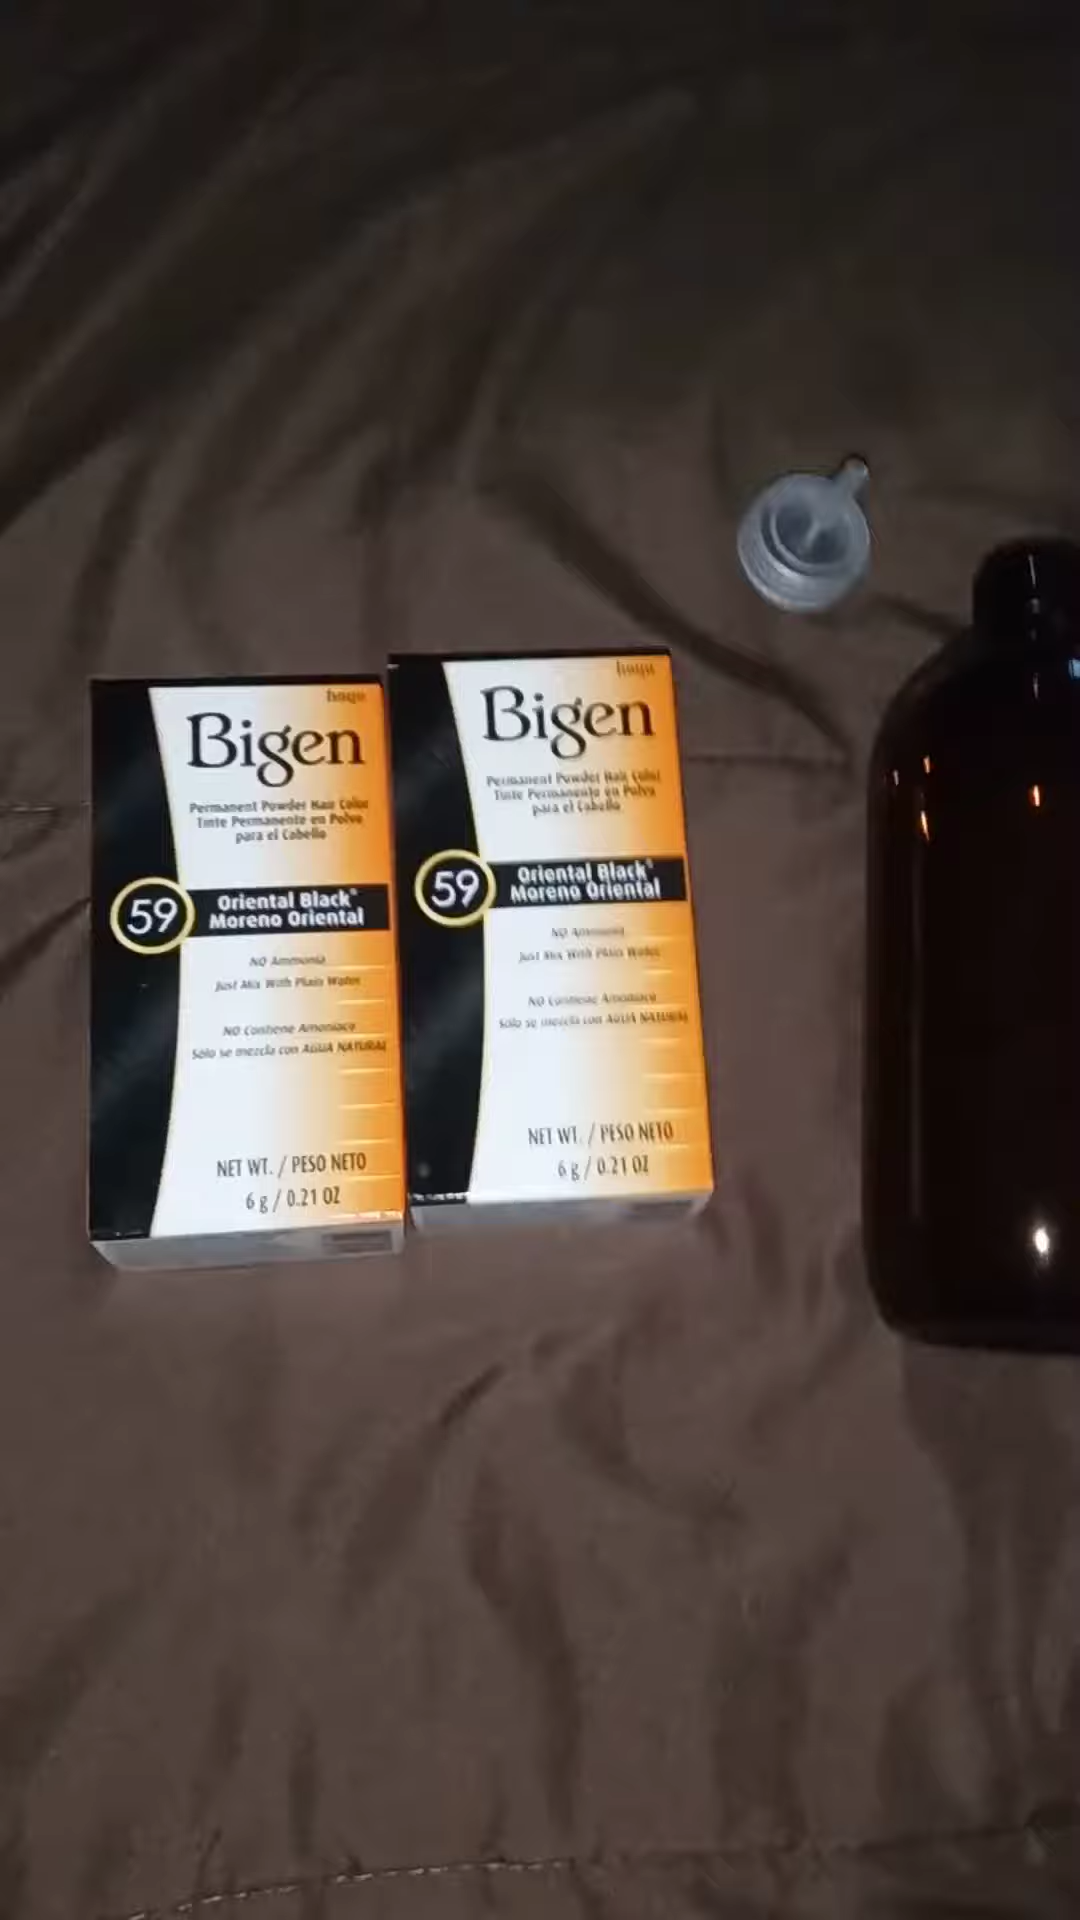 hoyu
Bigen
Permanent Powder Hair Color
Tinte Permanente en Polvo
para el Cabello
59
Oriental Black®
Moreno Oriental
NO Ammonia
Just Mix With Plain Water
NO Contiene Amoníaco
Sólo se mezcla con AGUA NATURAL
NET WT. / PESO NETO
6 g / 0.21 OZ
hoyu
Bigen
Permanent Powder Hair Color
Tinte Permanente en Polvo
para el Cabello
59
Oriental Black®
Moreno Oriental
NO Ammonia
Just Mix With Plain Water
NO Contiene Amoníaco
Sólo se mezcla con AGUA NATURAL
NET WT. / PESO NETO
6 g / 0.21 OZ